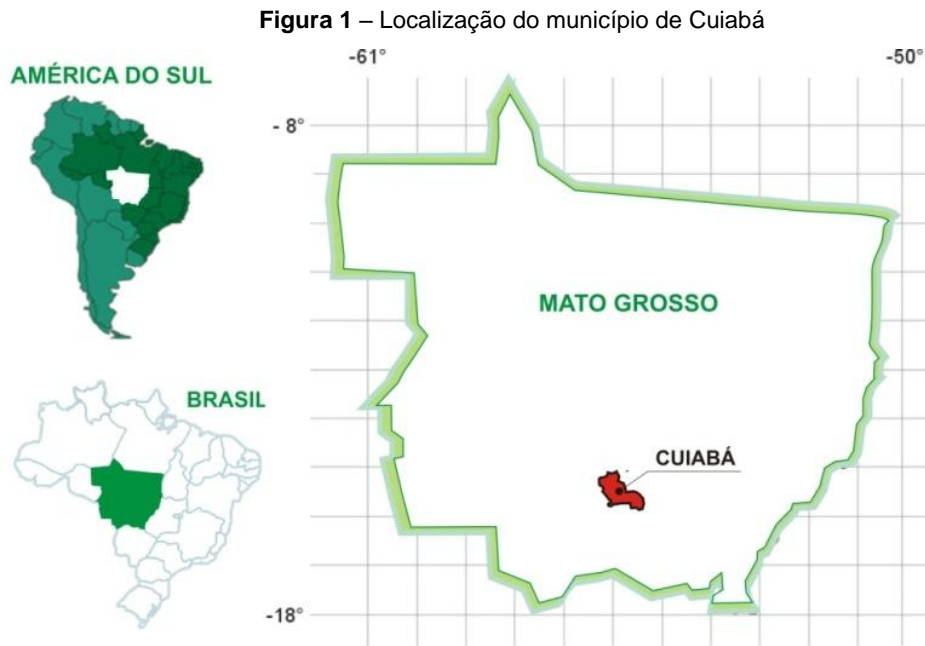 Figura 1 – Localização do município de Cuiabá
AMÉRICA DO SUL
BRASIL
-61°
-50°
- 8°
MATO GROSSO
CUIABÁ
-18°